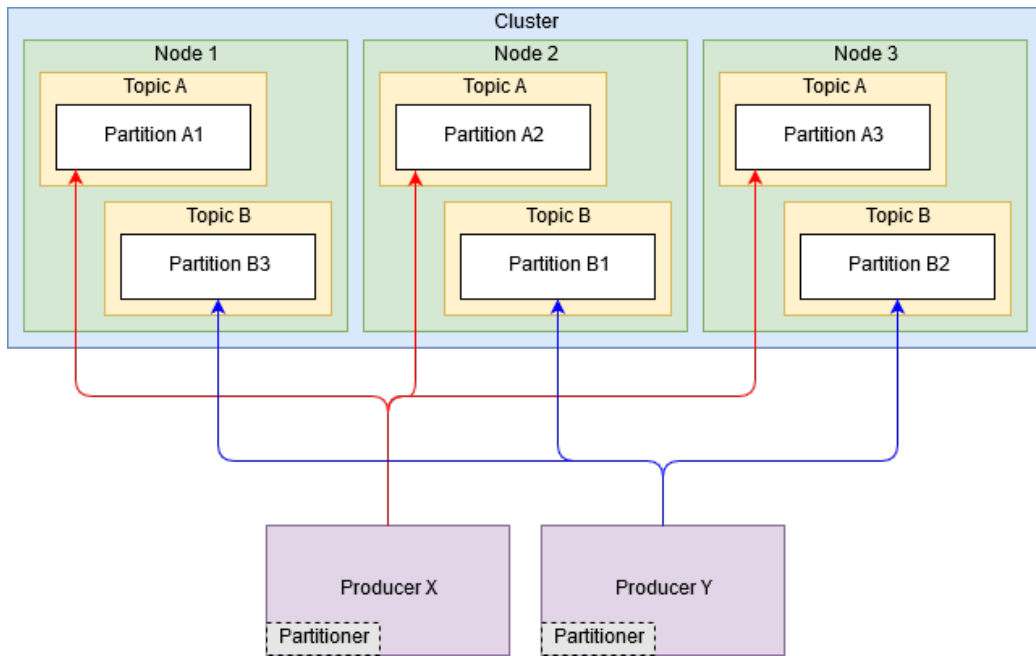 Cluster
Node 1
Node 2
Node 3
Topic A
Topic A
Topic A
Partition A1
Partition A2
Partition A3
Topic B
Topic B
Topic B
Partition B3
Partition B1
Partition B2
Producer X
Producer Y
Partitioner
Partitioner